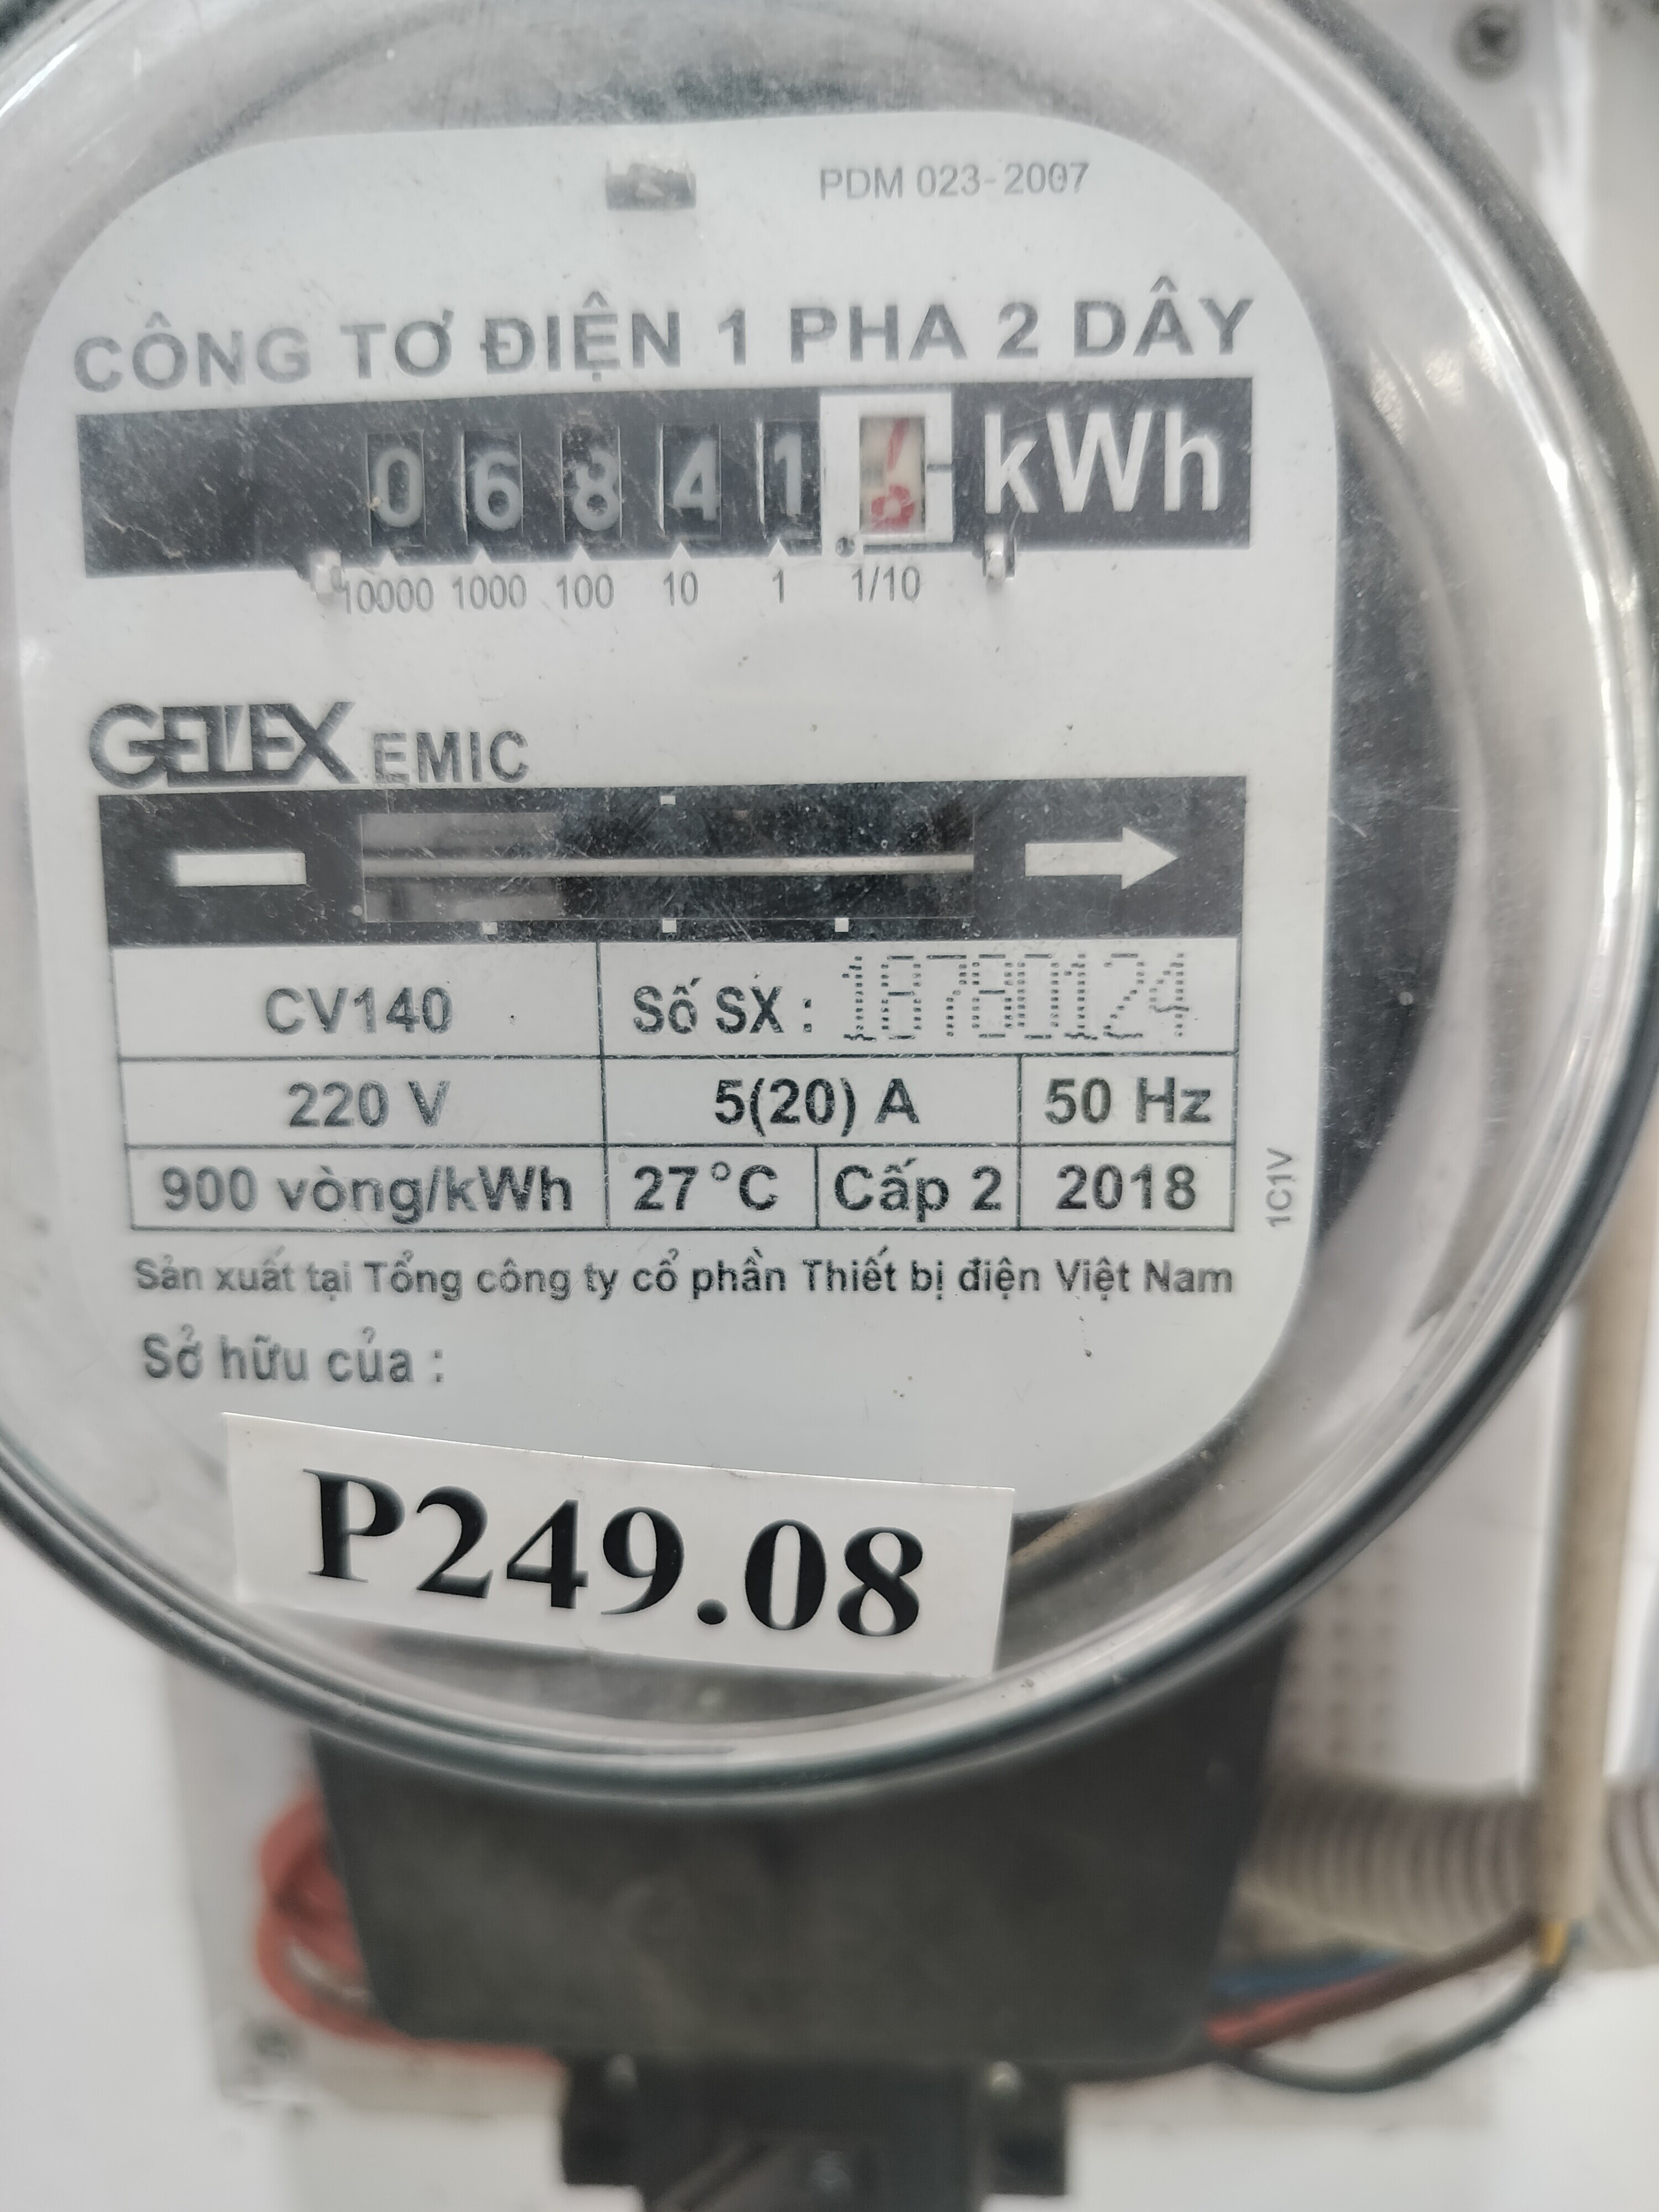 PDM 023-2007
CÔNG TƠ ĐIỆN 1 PHA 2 DÂY
0 6 8 4 1 kWh
10000 1000 100 10 1 1/10
GELEX EMIC
CV140 Số SX : 18780124
220 V 5(20) A 50 Hz
900 vòng/kWh 27°C Cấp 2 2018
1C1V
Sản xuất tại Tổng công ty cổ phần Thiết bị điện Việt Nam
Sở hữu của :
P249.08